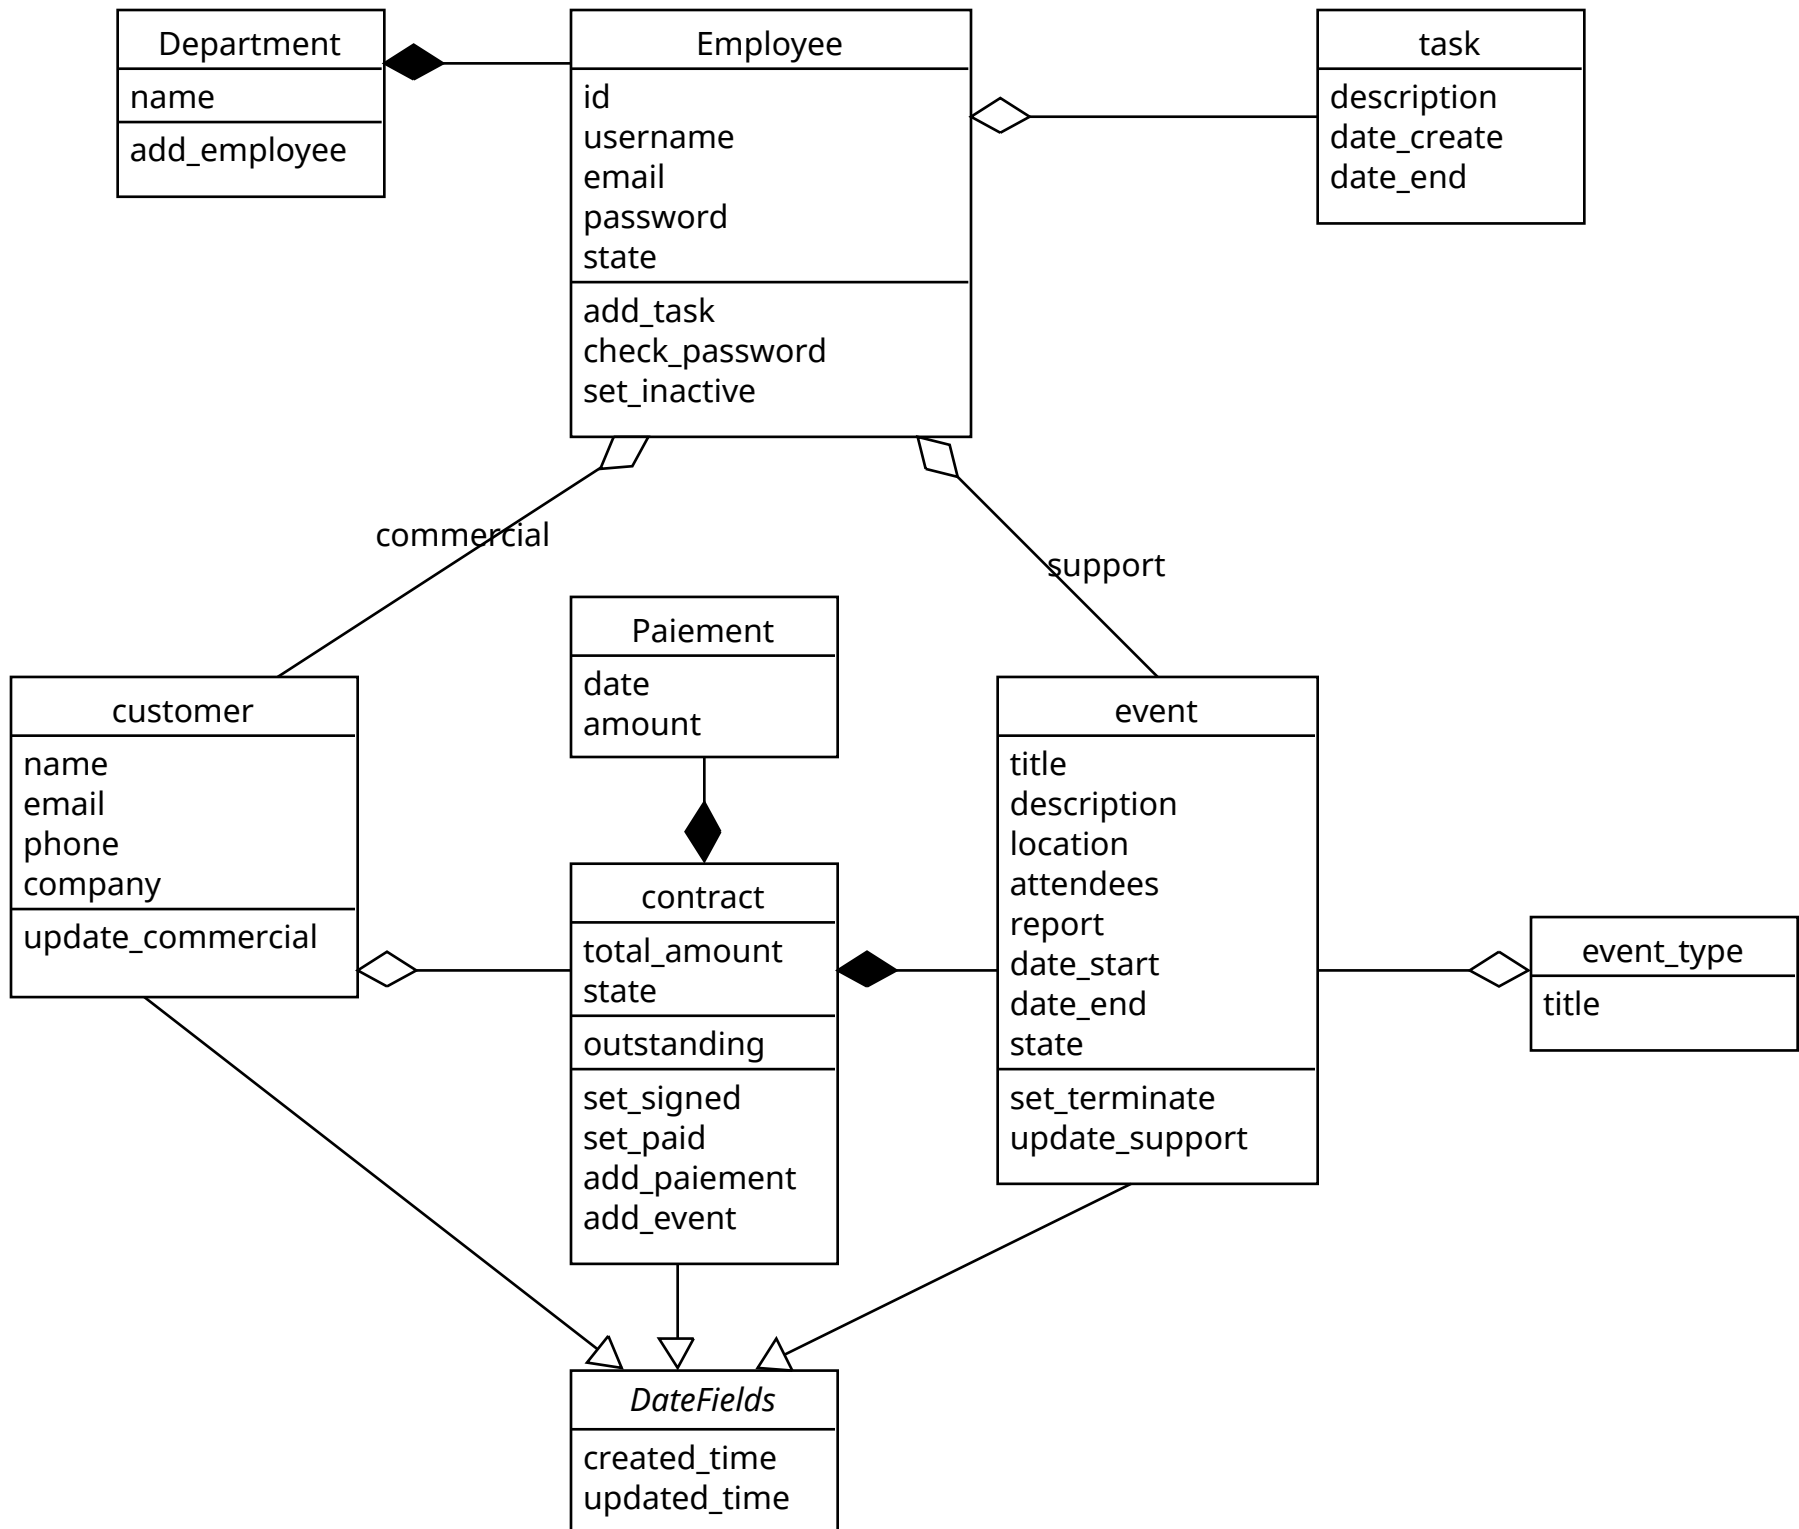 Department
name
add_employee
Employee
id
username
email
password
state
add_task
check_password
set_inactive
task
description
date_create
date_end
commercial
support
Paiement
date
amount
customer
name
email
phone
company
update_commercial
contract
total_amount
state
outstanding
set_signed
set_paid
add_paiement
add_event
event
title
description
location
attendees
report
date_start
date_end
state
set_terminate
update_support
event_type
title
DateFields
created_time
updated_time